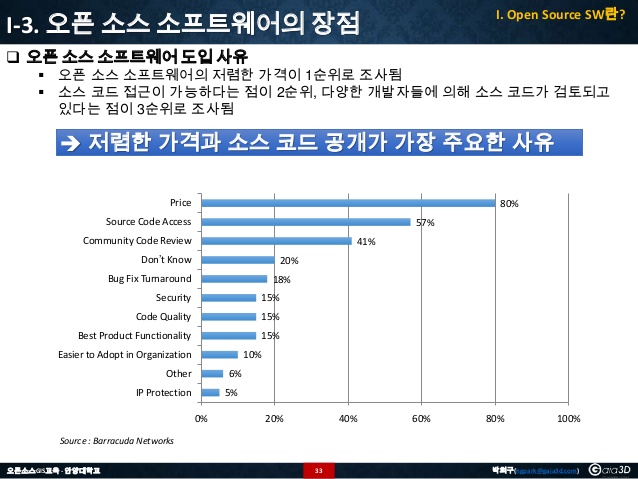 I-3. 오픈 소스 소프트웨어의 장점
I. Open Source SW란?
오픈 소스 소프트웨어 도입 사유
오픈 소스 소프트웨어의 저렴한 가격이 1순위로 조사됨
소스 코드 접근이 가능하다는 점이 2순위, 다양한 개발자들에 의해 소스 코드가 검토되고
있다는 점이 3순위로 조사됨
➔ 저렴한 가격과 소스 코드 공개가 가장 주요한 사유
Price 80%
Source Code Access 57%
Community Code Review 41%
Don't Know 20%
Bug Fix Turnaround 18%
Security 15%
Code Quality 15%
Best Product Functionality 15%
Easier to Adopt in Organization 10%
Other 6%
IP Protection 5%
0% 20% 40% 60% 80% 100%
Source : Barracuda Networks
오픈소스GIS교육 - 안양대학교
33
박희구(hgpark@gaia3d.com)
Gaia3D